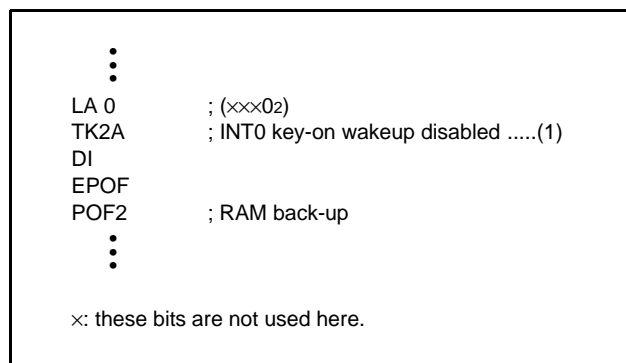 LA 0 ; (×××0₂)
TK2A ; INT0 key-on wakeup disabled .....(1)
DI
EPOF
POF2 ; RAM back-up
×: these bits are not used here.